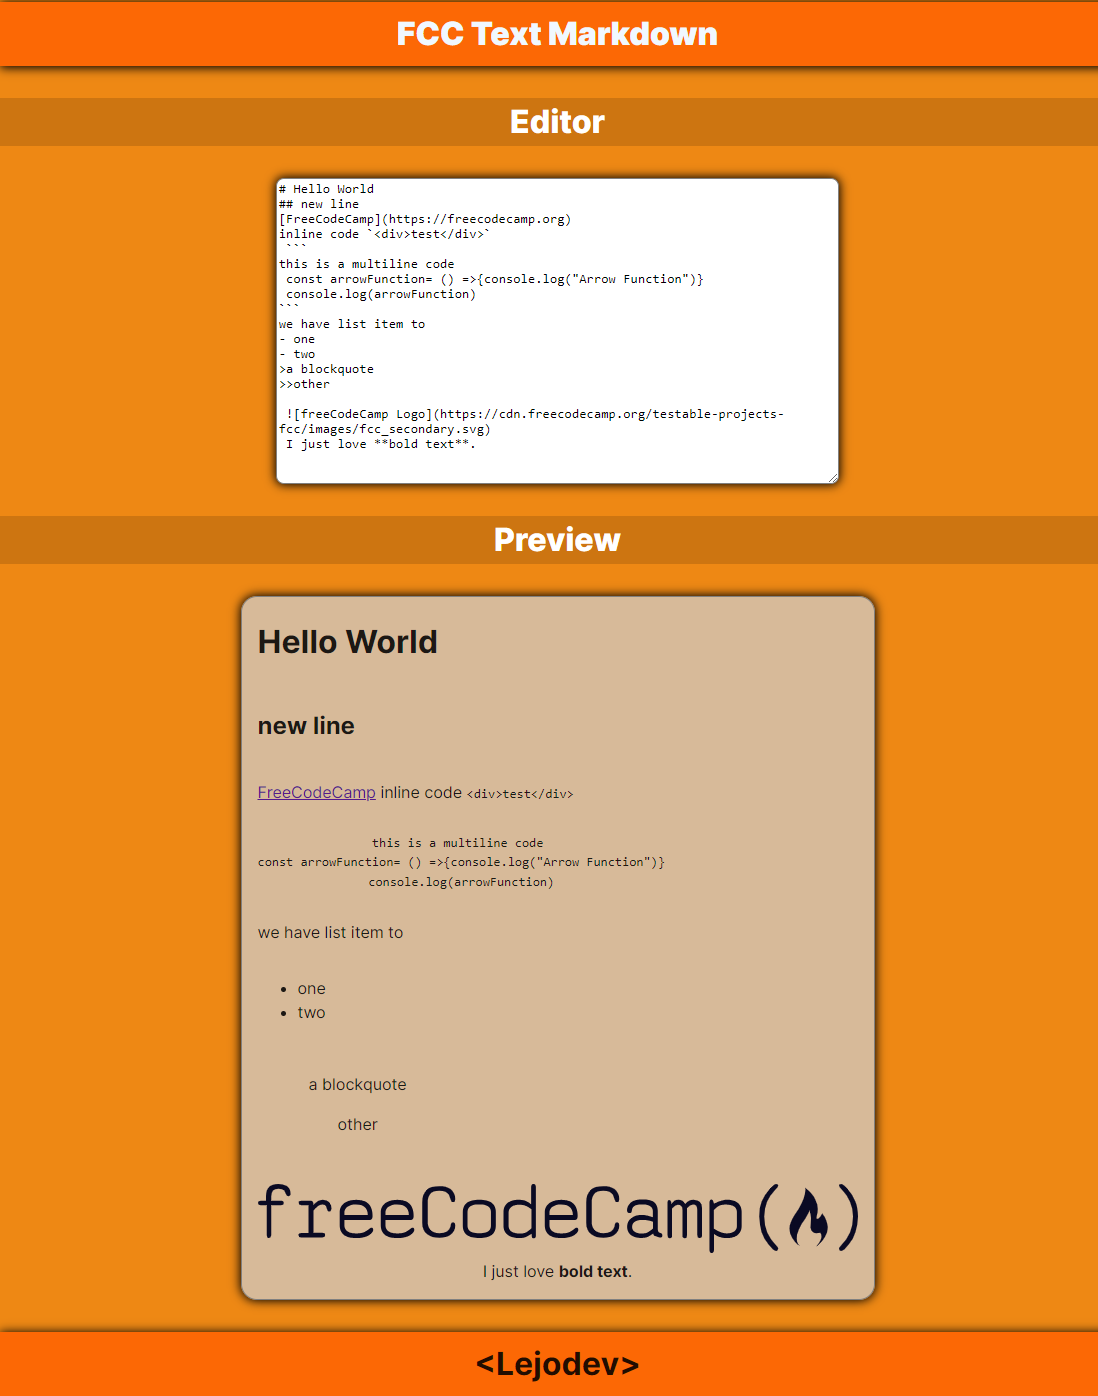 FCC Text Markdown
Editor
# Hello World
## new line
[FreeCodeCamp](https://freecodecamp.org)
inline code `<div>test</div>`
 ```
this is a multiline code
 const arrowFunction= () =>{console.log("Arrow Function")}
 console.log(arrowFunction)
```
we have list item to
- one
- two
>a blockquote
>>other
 ![freeCodeCamp Logo](https://cdn.freecodecamp.org/testable-projects-
fcc/images/fcc_secondary.svg)
 I just love **bold text**.
Preview
Hello World
new line
FreeCodeCamp inline code <div>test</div>
this is a multiline code
const arrowFunction= () =>{console.log("Arrow Function")}
console.log(arrowFunction)
we have list item to
• one
• two
a blockquote
other
freeCodeCamp( )
I just love bold text.
<Lejodev>